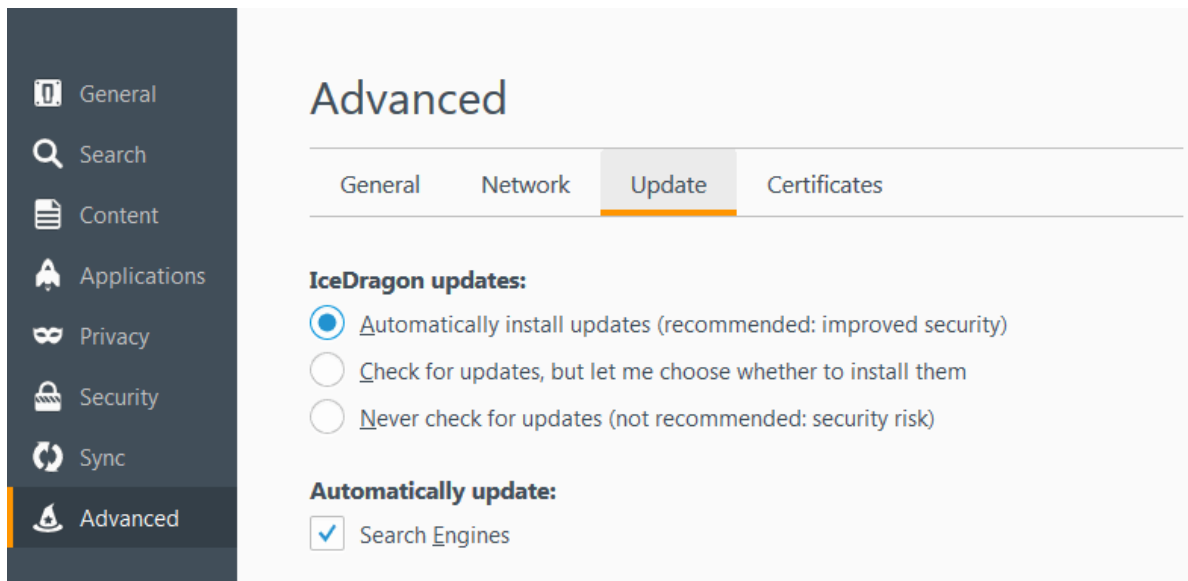 General
Search
Content
Applications
Privacy
Security
Sync
Advanced
Advanced
General Network Update Certificates
IceDragon updates:
Automatically install updates (recommended: improved security)
Check for updates, but let me choose whether to install them
Never check for updates (not recommended: security risk)
Automatically update:
Search Engines